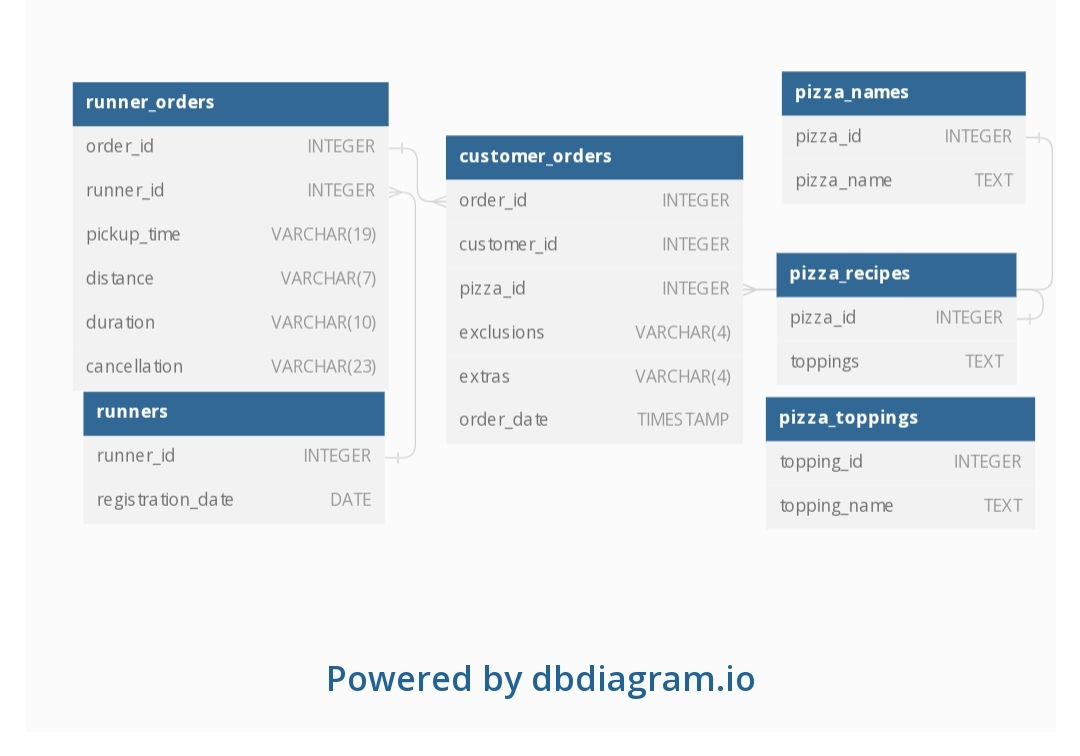 runner_orders
order_id INTEGER
runner_id INTEGER
pickup_time VARCHAR(19)
distance VARCHAR(7)
duration VARCHAR(10)
cancellation VARCHAR(23)
runners
runner_id INTEGER
registration_date DATE
customer_orders
order_id INTEGER
customer_id INTEGER
pizza_id INTEGER
exclusions VARCHAR(4)
extras VARCHAR(4)
order_date TIMESTAMP
pizza_names
pizza_id INTEGER
pizza_name TEXT
pizza_recipes
pizza_id INTEGER
toppings TEXT
pizza_toppings
topping_id INTEGER
topping_name TEXT
Powered by dbdiagram.io